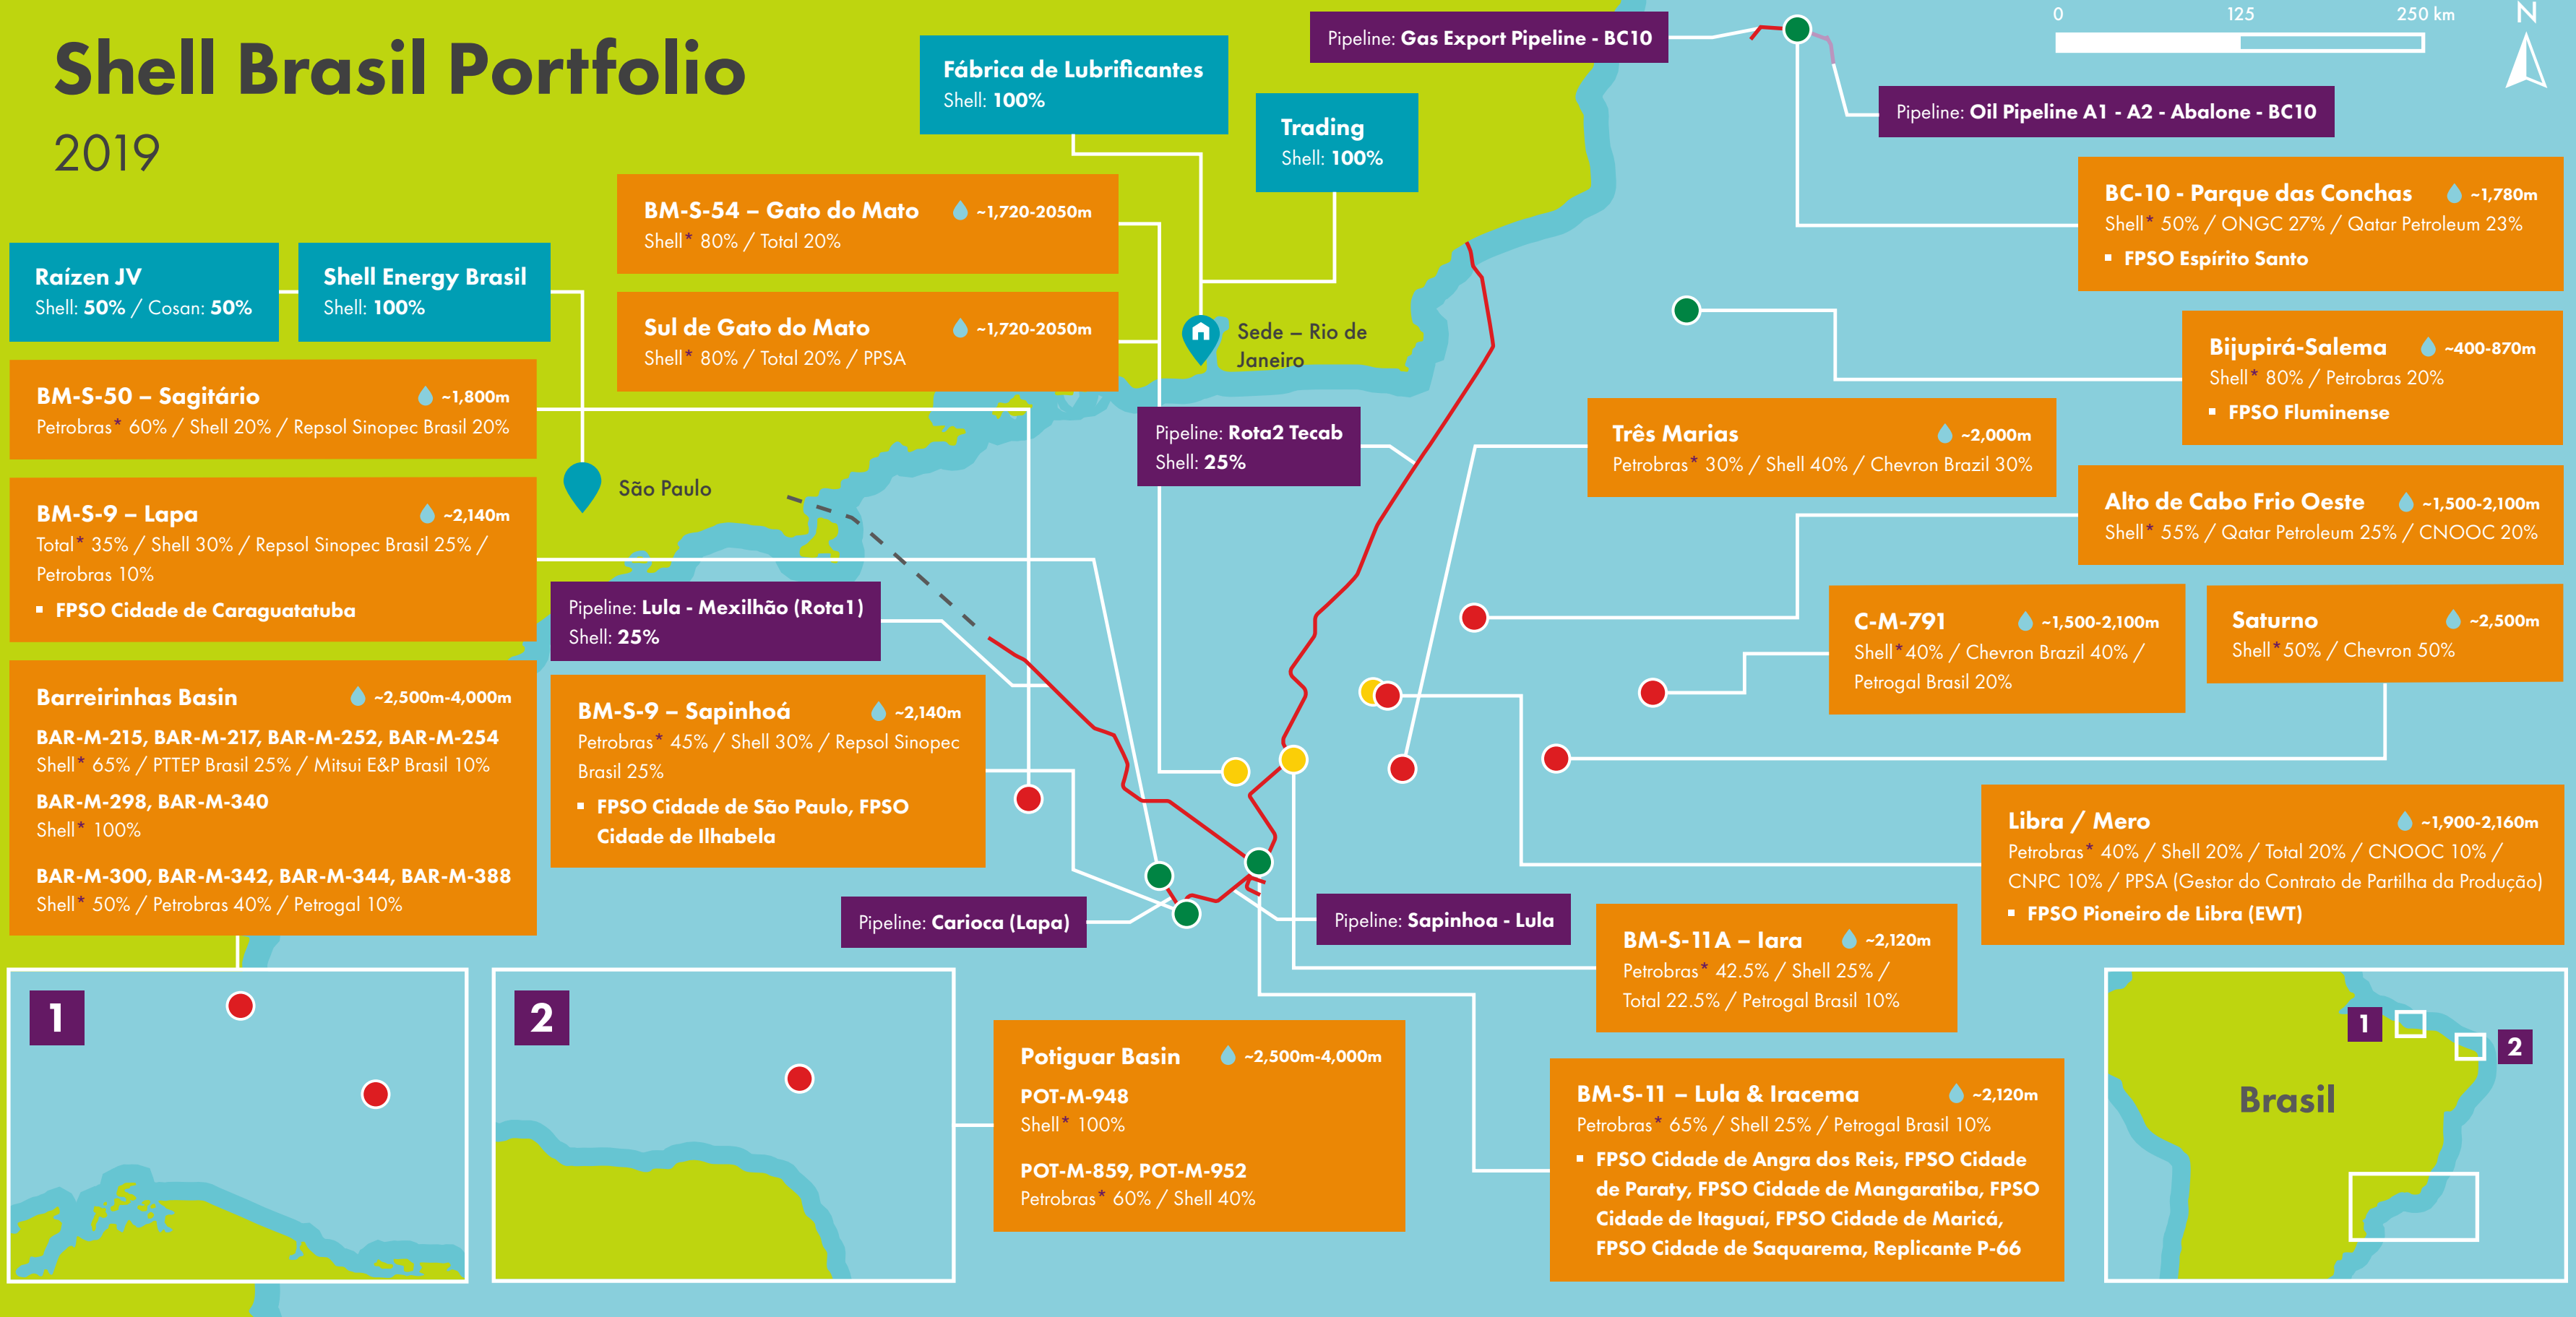 Shell Brasil Portfolio
2019
Fábrica de Lubrificantes
Shell: 100%
Trading
Shell: 100%
Pipeline: Gas Export Pipeline - BC10
0 125 250 km
N
Pipeline: Oil Pipeline A1 - A2 - Abalone - BC10
BC-10 - Parque das Conchas ~1,780m
Shell* 50% / ONGC 27% / Qatar Petroleum 23%
FPSO Espírito Santo
BM-S-54 – Gato do Mato ~1,720-2050m
Shell* 80% / Total 20%
Raízen JV
Shell: 50% / Cosan: 50%
Shell Energy Brasil
Shell: 100%
Sul de Gato do Mato ~1,720-2050m
Shell* 80% / Total 20% / PPSA
Sede – Rio de
Janeiro
Bijupirá-Salema ~400-870m
Shell* 80% / Petrobras 20%
FPSO Fluminense
BM-S-50 – Sagitário ~1,800m
Petrobras* 60% / Shell 20% / Repsol Sinopec Brasil 20%
São Paulo
Pipeline: Rota2 Tecab
Shell: 25%
Três Marias ~2,000m
Petrobras* 30% / Shell 40% / Chevron Brazil 30%
Alto de Cabo Frio Oeste ~1,500-2,100m
Shell* 55% / Qatar Petroleum 25% / CNOOC 20%
BM-S-9 – Lapa ~2,140m
Total* 35% / Shell 30% / Repsol Sinopec Brasil 25% /
Petrobras 10%
FPSO Cidade de Caraguatatuba
Pipeline: Lula - Mexilhão (Rota1)
Shell: 25%
C-M-791 ~1,500-2,100m
Shell*40% / Chevron Brazil 40% /
Petrogal Brasil 20%
Saturno ~2,500m
Shell*50% / Chevron 50%
Barreirinhas Basin ~2,500m-4,000m
BAR-M-215, BAR-M-217, BAR-M-252, BAR-M-254
Shell* 65% / PTTEP Brasil 25% / Mitsui E&P Brasil 10%
BAR-M-298, BAR-M-340
Shell* 100%
BAR-M-300, BAR-M-342, BAR-M-344, BAR-M-388
Shell* 50% / Petrobras 40% / Petrogal 10%
BM-S-9 – Sapinhoá ~2,140m
Petrobras* 45% / Shell 30% / Repsol Sinopec
Brasil 25%
FPSO Cidade de São Paulo, FPSO
Cidade de Ilhabela
Libra / Mero ~1,900-2,160m
Petrobras* 40% / Shell 20% / Total 20% / CNOOC 10% /
CNPC 10% / PPSA (Gestor do Contrato de Partilha da Produção)
FPSO Pioneiro de Libra (EWT)
Pipeline: Carioca (Lapa)
Pipeline: Sapinhoa - Lula
BM-S-11A – Iara ~2,120m
Petrobras* 42.5% / Shell 25% /
Total 22.5% / Petrogal Brasil 10%
1
2
Potiguar Basin ~2,500m-4,000m
POT-M-948
Shell* 100%
POT-M-859, POT-M-952
Petrobras* 60% / Shell 40%
BM-S-11 – Lula & Iracema ~2,120m
Petrobras* 65% / Shell 25% / Petrogal Brasil 10%
FPSO Cidade de Angra dos Reis, FPSO Cidade
de Paraty, FPSO Cidade de Mangaratiba, FPSO
Cidade de Itaguaí, FPSO Cidade de Maricá,
FPSO Cidade de Saquarema, Replicante P-66
1
2
Brasil